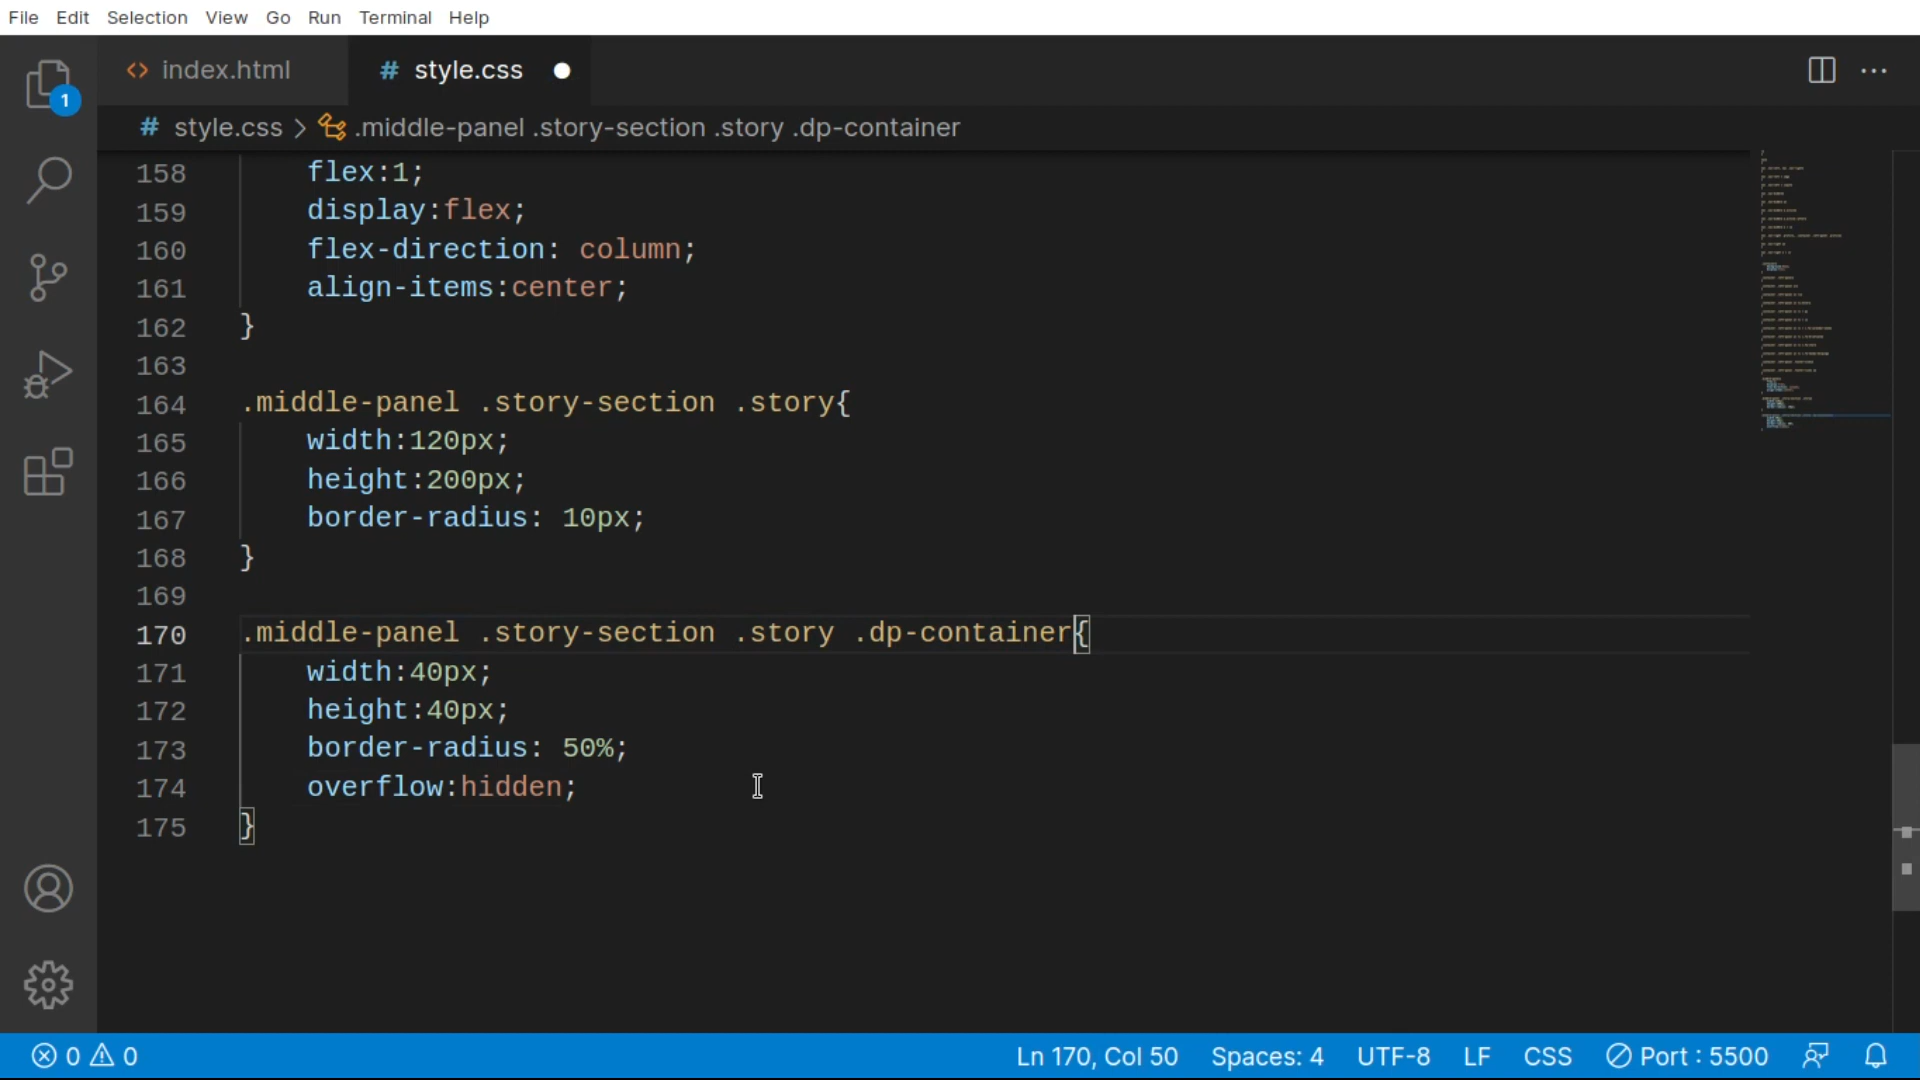 File Edit Selection View Go Run Terminal Help
<> index.html # style.css
1
# style.css > .middle-panel .story-section .story .dp-container
158 flex:1;
159 display:flex;
160 flex-direction: column;
161 align-items:center;
162 }
163
164 .middle-panel .story-section .story{
165 width:120px;
166 height:200px;
167 border-radius: 10px;
168 }
169
170 .middle-panel .story-section .story .dp-container{
171 width:40px;
172 height:40px;
173 border-radius: 50%;
174 overflow:hidden;
175 }
0 0 Ln 170, Col 50 Spaces: 4 UTF-8 LF CSS Port : 5500